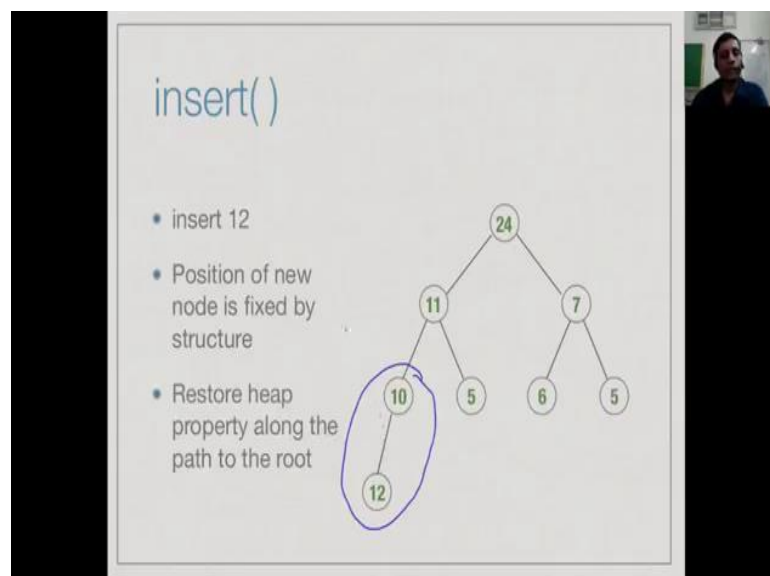 insert( )
• insert 12
• Position of new
node is fixed by
structure
• Restore heap
property along the
path to the root
24
11 7
10 5 6 5
12